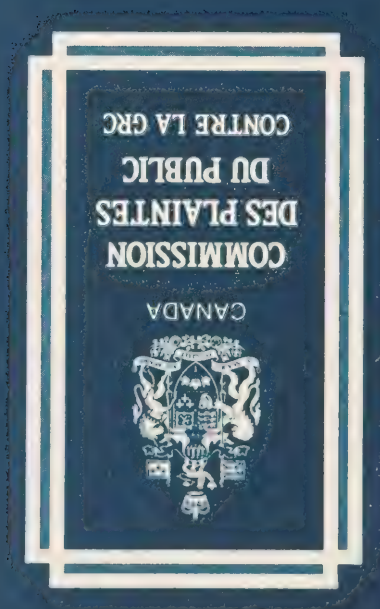 CANADA
COMMISSION
DES PLAINTES
DU PUBLIC
CONTRE LA GRC